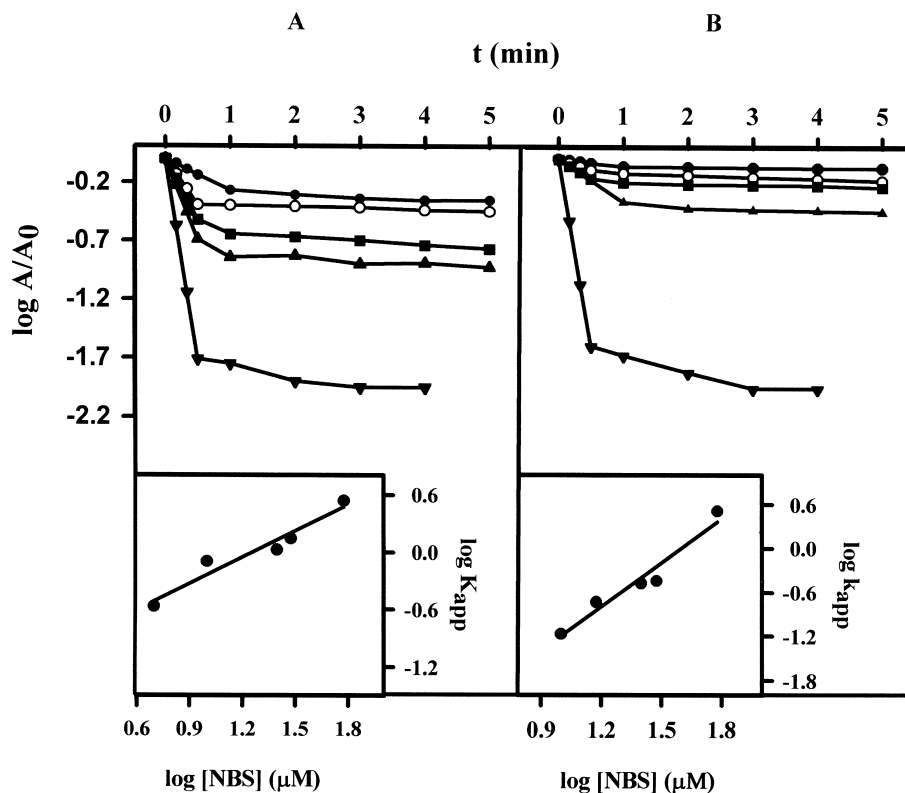 A
B
t (min)
0 1 2 3 4 5
0 1 2 3 4 5
log A/A0
-0.2
-0.7
-1.2
-1.7
-2.2
0.6
0.0
-0.6
-1.2
log Kapp
0.6
0.0
-0.6
-1.2
-1.8
log kapp
0.6 0.9 1.2 1.5 1.8
0.9 1.2 1.5 1.8
log [NBS] (μM)
log [NBS] (μM)